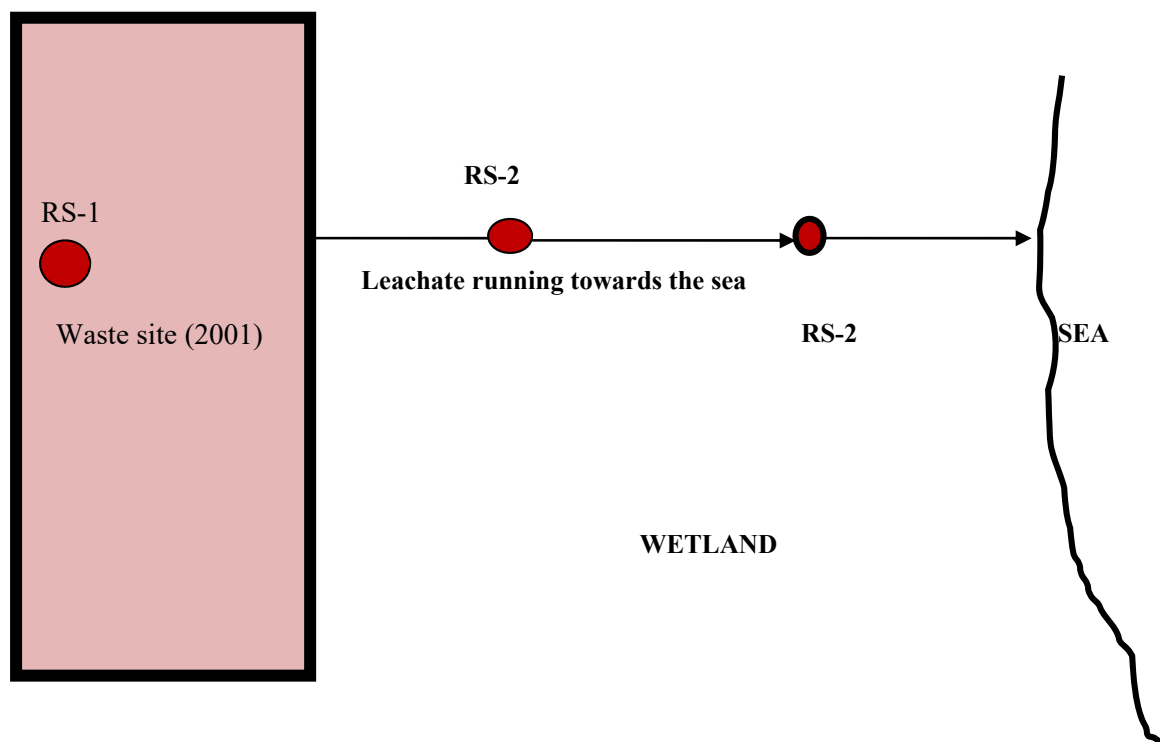 RS-2
RS-1
Leachate running towards the sea
Waste site (2001)
RS-2
SEA
WETLAND